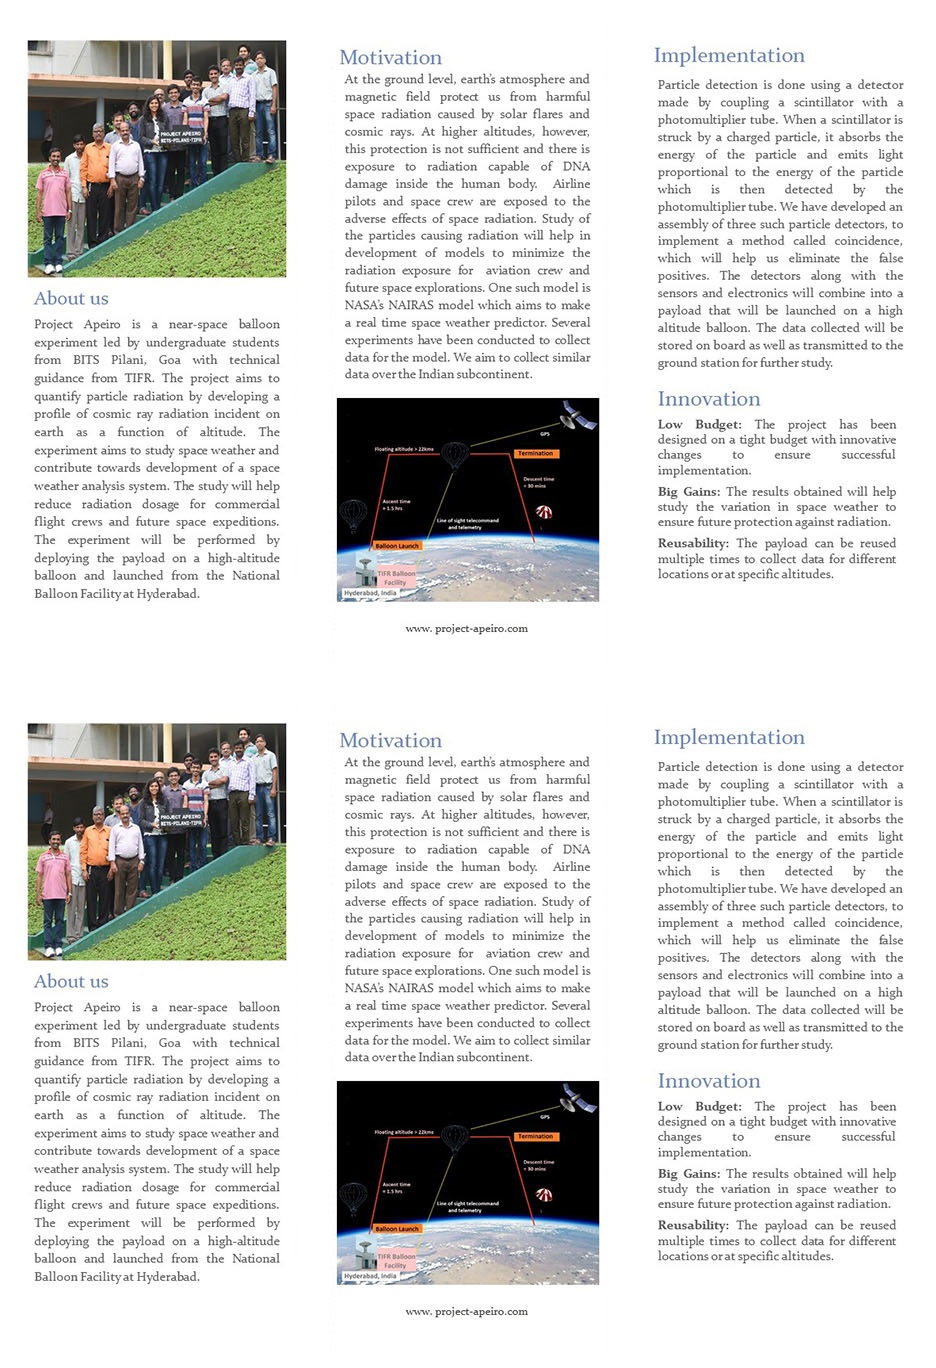 PROJECT APEIRO
BITS-PILANI-TIFR
About us
Project Apeiro is a near-space balloon
experiment led by undergraduate students
from BITS Pilani, Goa with technical
guidance from TIFR. The project aims to
quantify particle radiation by developing a
profile of cosmic ray radiation incident on
earth as a function of altitude. The
experiment aims to study space weather and
contribute towards development of a space
weather analysis system. The study will help
reduce radiation dosage for commercial
flight crews and future space expeditions.
The experiment will be performed by
deploying the payload on a high-altitude
balloon and launched from the National
Balloon Facility at Hyderabad.
Motivation
At the ground level, earth's atmosphere and
magnetic field protect us from harmful
space radiation caused by solar flares and
cosmic rays. At higher altitudes, however,
this protection is not sufficient and there is
exposure to radiation capable of DNA
damage inside the human body. Airline
pilots and space crew are exposed to the
adverse effects of space radiation. Study of
the particles causing radiation will help in
development of models to minimize the
radiation exposure for aviation crew and
future space explorations. One such model is
NASA's NAIRAS model which aims to make
a real time space weather predictor. Several
experiments have been conducted to collect
data for the model. We aim to collect similar
data over the Indian subcontinent.
GPS
Floating altitude > 22kms
Termination
Descent time
≈ 30 mins
Ascent time
≈ 1.5 hrs
Line of sight telecommand
and telemetry
Balloon Launch
TIFR Balloon
Facility
Hyderabad, India
www. project-apeiro.com
Implementation
Particle detection is done using a detector
made by coupling a scintillator with a
photomultiplier tube. When a scintillator is
struck by a charged particle, it absorbs the
energy of the particle and emits light
proportional to the energy of the particle
which is then detected by the
photomultiplier tube. We have developed an
assembly of three such particle detectors, to
implement a method called coincidence,
which will help us eliminate the false
positives. The detectors along with the
sensors and electronics will combine into a
payload that will be launched on a high
altitude balloon. The data collected will be
stored on board as well as transmitted to the
ground station for further study.
Innovation
Low Budget: The project has been
designed on a tight budget with innovative
changes to ensure successful
implementation.
Big Gains: The results obtained will help
study the variation in space weather to
ensure future protection against radiation.
Reusability: The payload can be reused
multiple times to collect data for different
locations or at specific altitudes.
PROJECT APEIRO
BITS-PILANI-TIFR
About us
Project Apeiro is a near-space balloon
experiment led by undergraduate students
from BITS Pilani, Goa with technical
guidance from TIFR. The project aims to
quantify particle radiation by developing a
profile of cosmic ray radiation incident on
earth as a function of altitude. The
experiment aims to study space weather and
contribute towards development of a space
weather analysis system. The study will help
reduce radiation dosage for commercial
flight crews and future space expeditions.
The experiment will be performed by
deploying the payload on a high-altitude
balloon and launched from the National
Balloon Facility at Hyderabad.
Motivation
At the ground level, earth's atmosphere and
magnetic field protect us from harmful
space radiation caused by solar flares and
cosmic rays. At higher altitudes, however,
this protection is not sufficient and there is
exposure to radiation capable of DNA
damage inside the human body. Airline
pilots and space crew are exposed to the
adverse effects of space radiation. Study of
the particles causing radiation will help in
development of models to minimize the
radiation exposure for aviation crew and
future space explorations. One such model is
NASA's NAIRAS model which aims to make
a real time space weather predictor. Several
experiments have been conducted to collect
data for the model. We aim to collect similar
data over the Indian subcontinent.
GPS
Floating altitude > 22kms
Termination
Descent time
≈ 30 mins
Ascent time
≈ 1.5 hrs
Line of sight telecommand
and telemetry
Balloon Launch
TIFR Balloon
Facility
Hyderabad, India
www. project-apeiro.com
Implementation
Particle detection is done using a detector
made by coupling a scintillator with a
photomultiplier tube. When a scintillator is
struck by a charged particle, it absorbs the
energy of the particle and emits light
proportional to the energy of the particle
which is then detected by the
photomultiplier tube. We have developed an
assembly of three such particle detectors, to
implement a method called coincidence,
which will help us eliminate the false
positives. The detectors along with the
sensors and electronics will combine into a
payload that will be launched on a high
altitude balloon. The data collected will be
stored on board as well as transmitted to the
ground station for further study.
Innovation
Low Budget: The project has been
designed on a tight budget with innovative
changes to ensure successful
implementation.
Big Gains: The results obtained will help
study the variation in space weather to
ensure future protection against radiation.
Reusability: The payload can be reused
multiple times to collect data for different
locations or at specific altitudes.